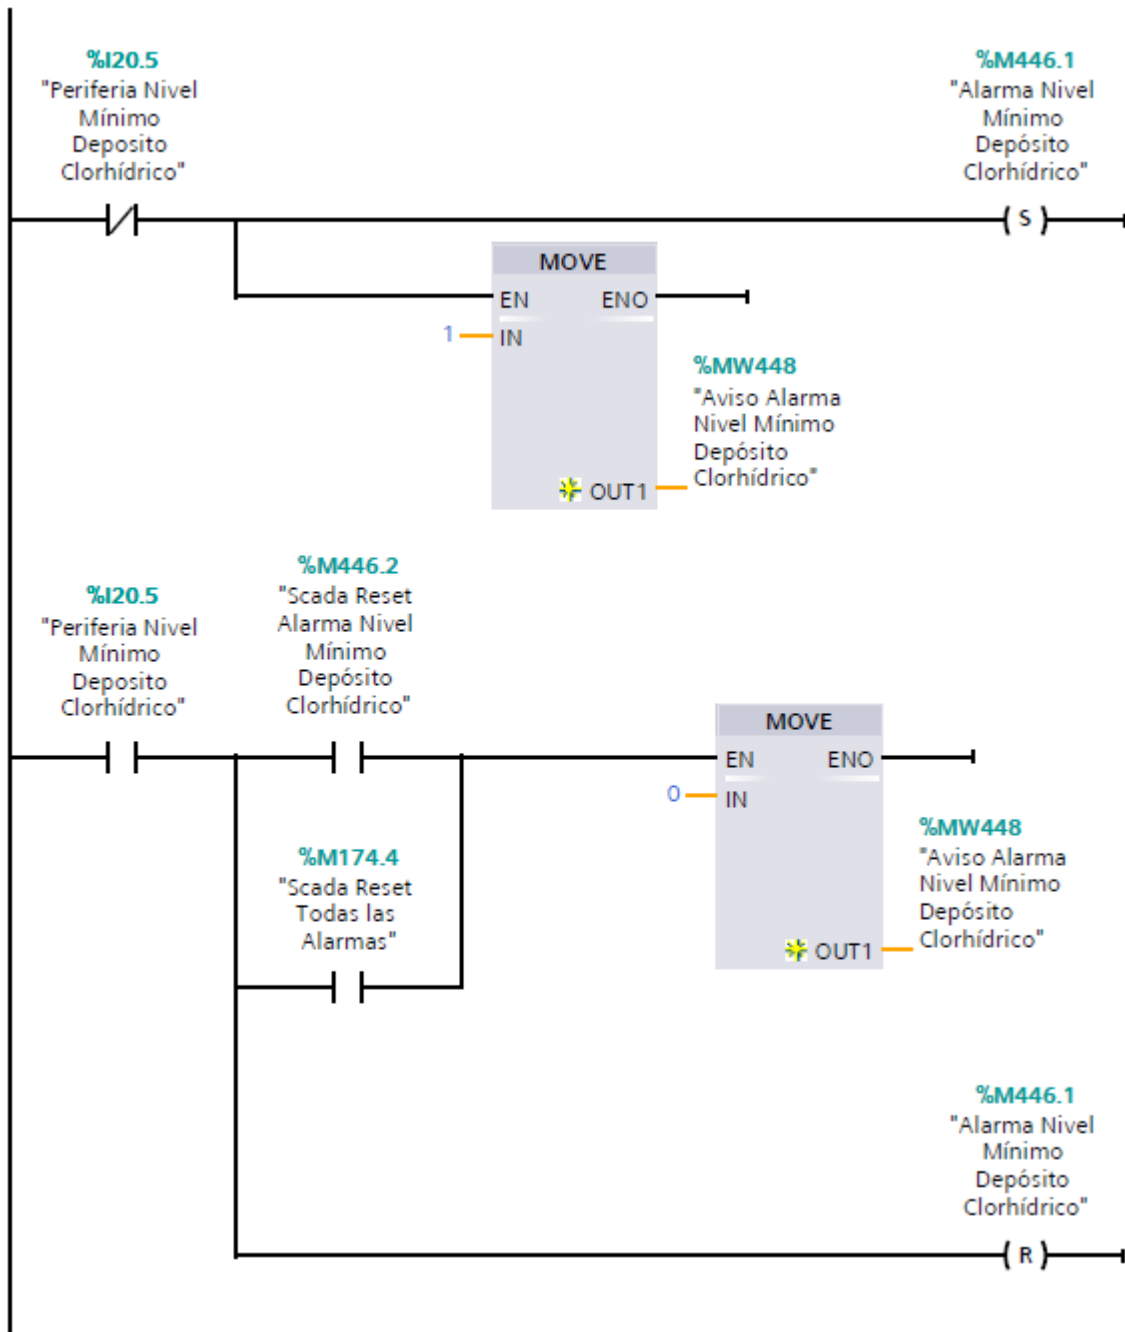 %I20.5
"Periferia Nivel
Mínimo
Deposito
Clorhídrico"
%M446.1
"Alarma Nivel
Mínimo
Depósito
Clorhídrico"
S
MOVE
EN ENO
1 IN
%MW448
"Aviso Alarma
Nivel Mínimo
Depósito
Clorhídrico"
OUT1
%I20.5
"Periferia Nivel
Mínimo
Deposito
Clorhídrico"
%M446.2
"Scada Reset
Alarma Nivel
Mínimo
Depósito
Clorhídrico"
MOVE
EN ENO
0 IN
%MW448
"Aviso Alarma
Nivel Mínimo
Depósito
Clorhídrico"
OUT1
%M174.4
"Scada Reset
Todas las
Alarmas"
%M446.1
"Alarma Nivel
Mínimo
Depósito
Clorhídrico"
R